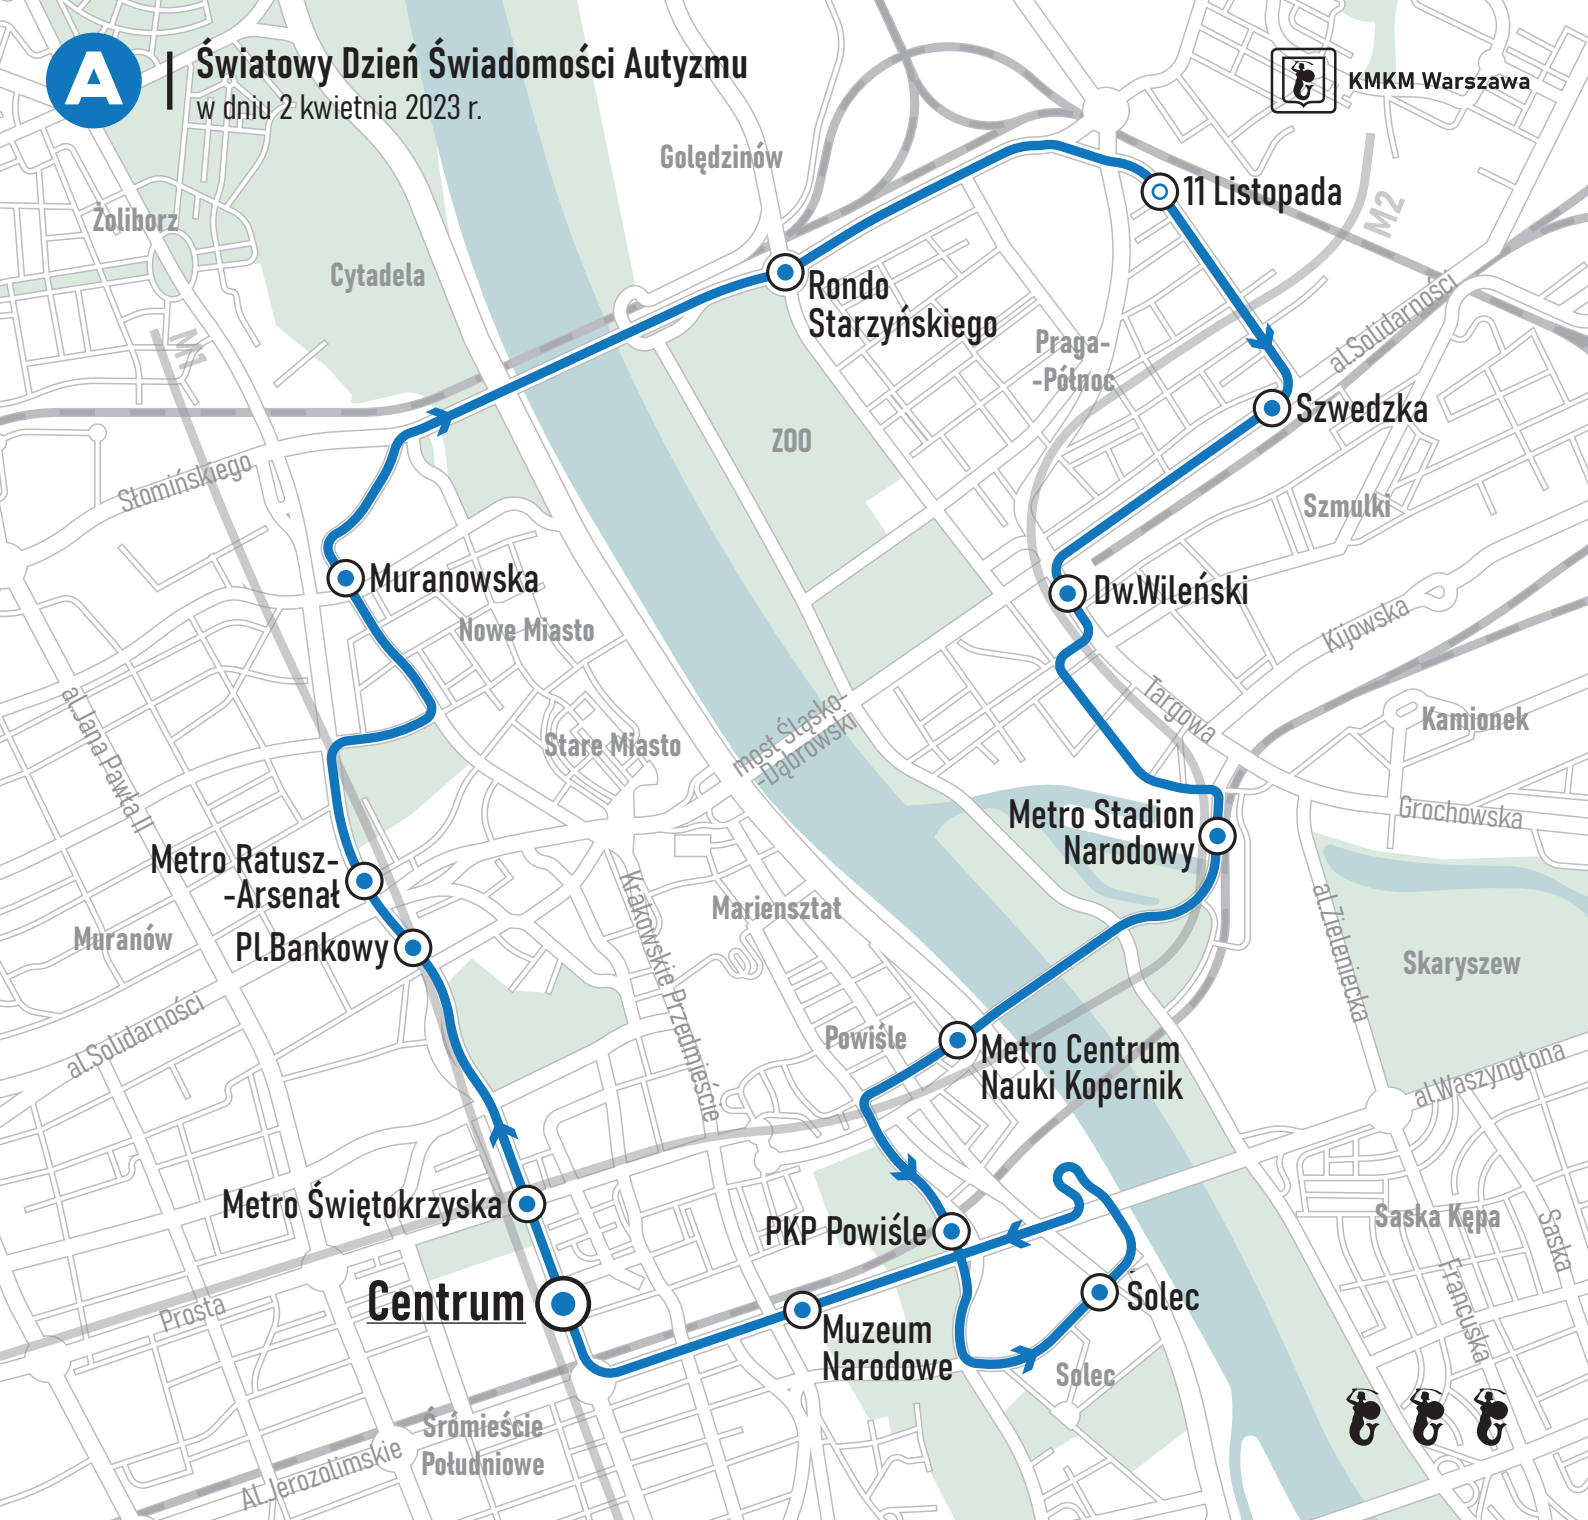 A
Światowy Dzień Świadomości Autyzmu
w dniu 2 kwietnia 2023 r.
KMKM Warszawa
Golędzinów
11 Listopada
M2
Żoliborz
Cytadela
Rondo
Starzyńskiego
al.Solidarności
Praga-
-Północ
M1
Szwedzka
ZOO
Słomińskiego
Szmulki
Muranowska
Dw.Wileński
Nowe Miasto
Kijowska
al.Jana Pawła II
Targowa
Kamionek
Stare Miasto
most Śląsko-
-Dąbrowski
Metro Stadion
Narodowy
Grochowska
Metro Ratusz-
-Arsenał
Krakowskie Przedmieście
Mariensztat
al.Zieleniecka
Muranów
Pl.Bankowy
Skaryszew
al.Solidarności
Powiśle
Metro Centrum
Nauki Kopernik
al.Waszyngtona
Metro Świętokrzyska
PKP Powiśle
Saska Kępa
Saska
Francuska
Centrum
Prosta
Solec
Muzeum
Narodowe
Solec
Śrómieście
Południowe
Al.Jerozolimskie